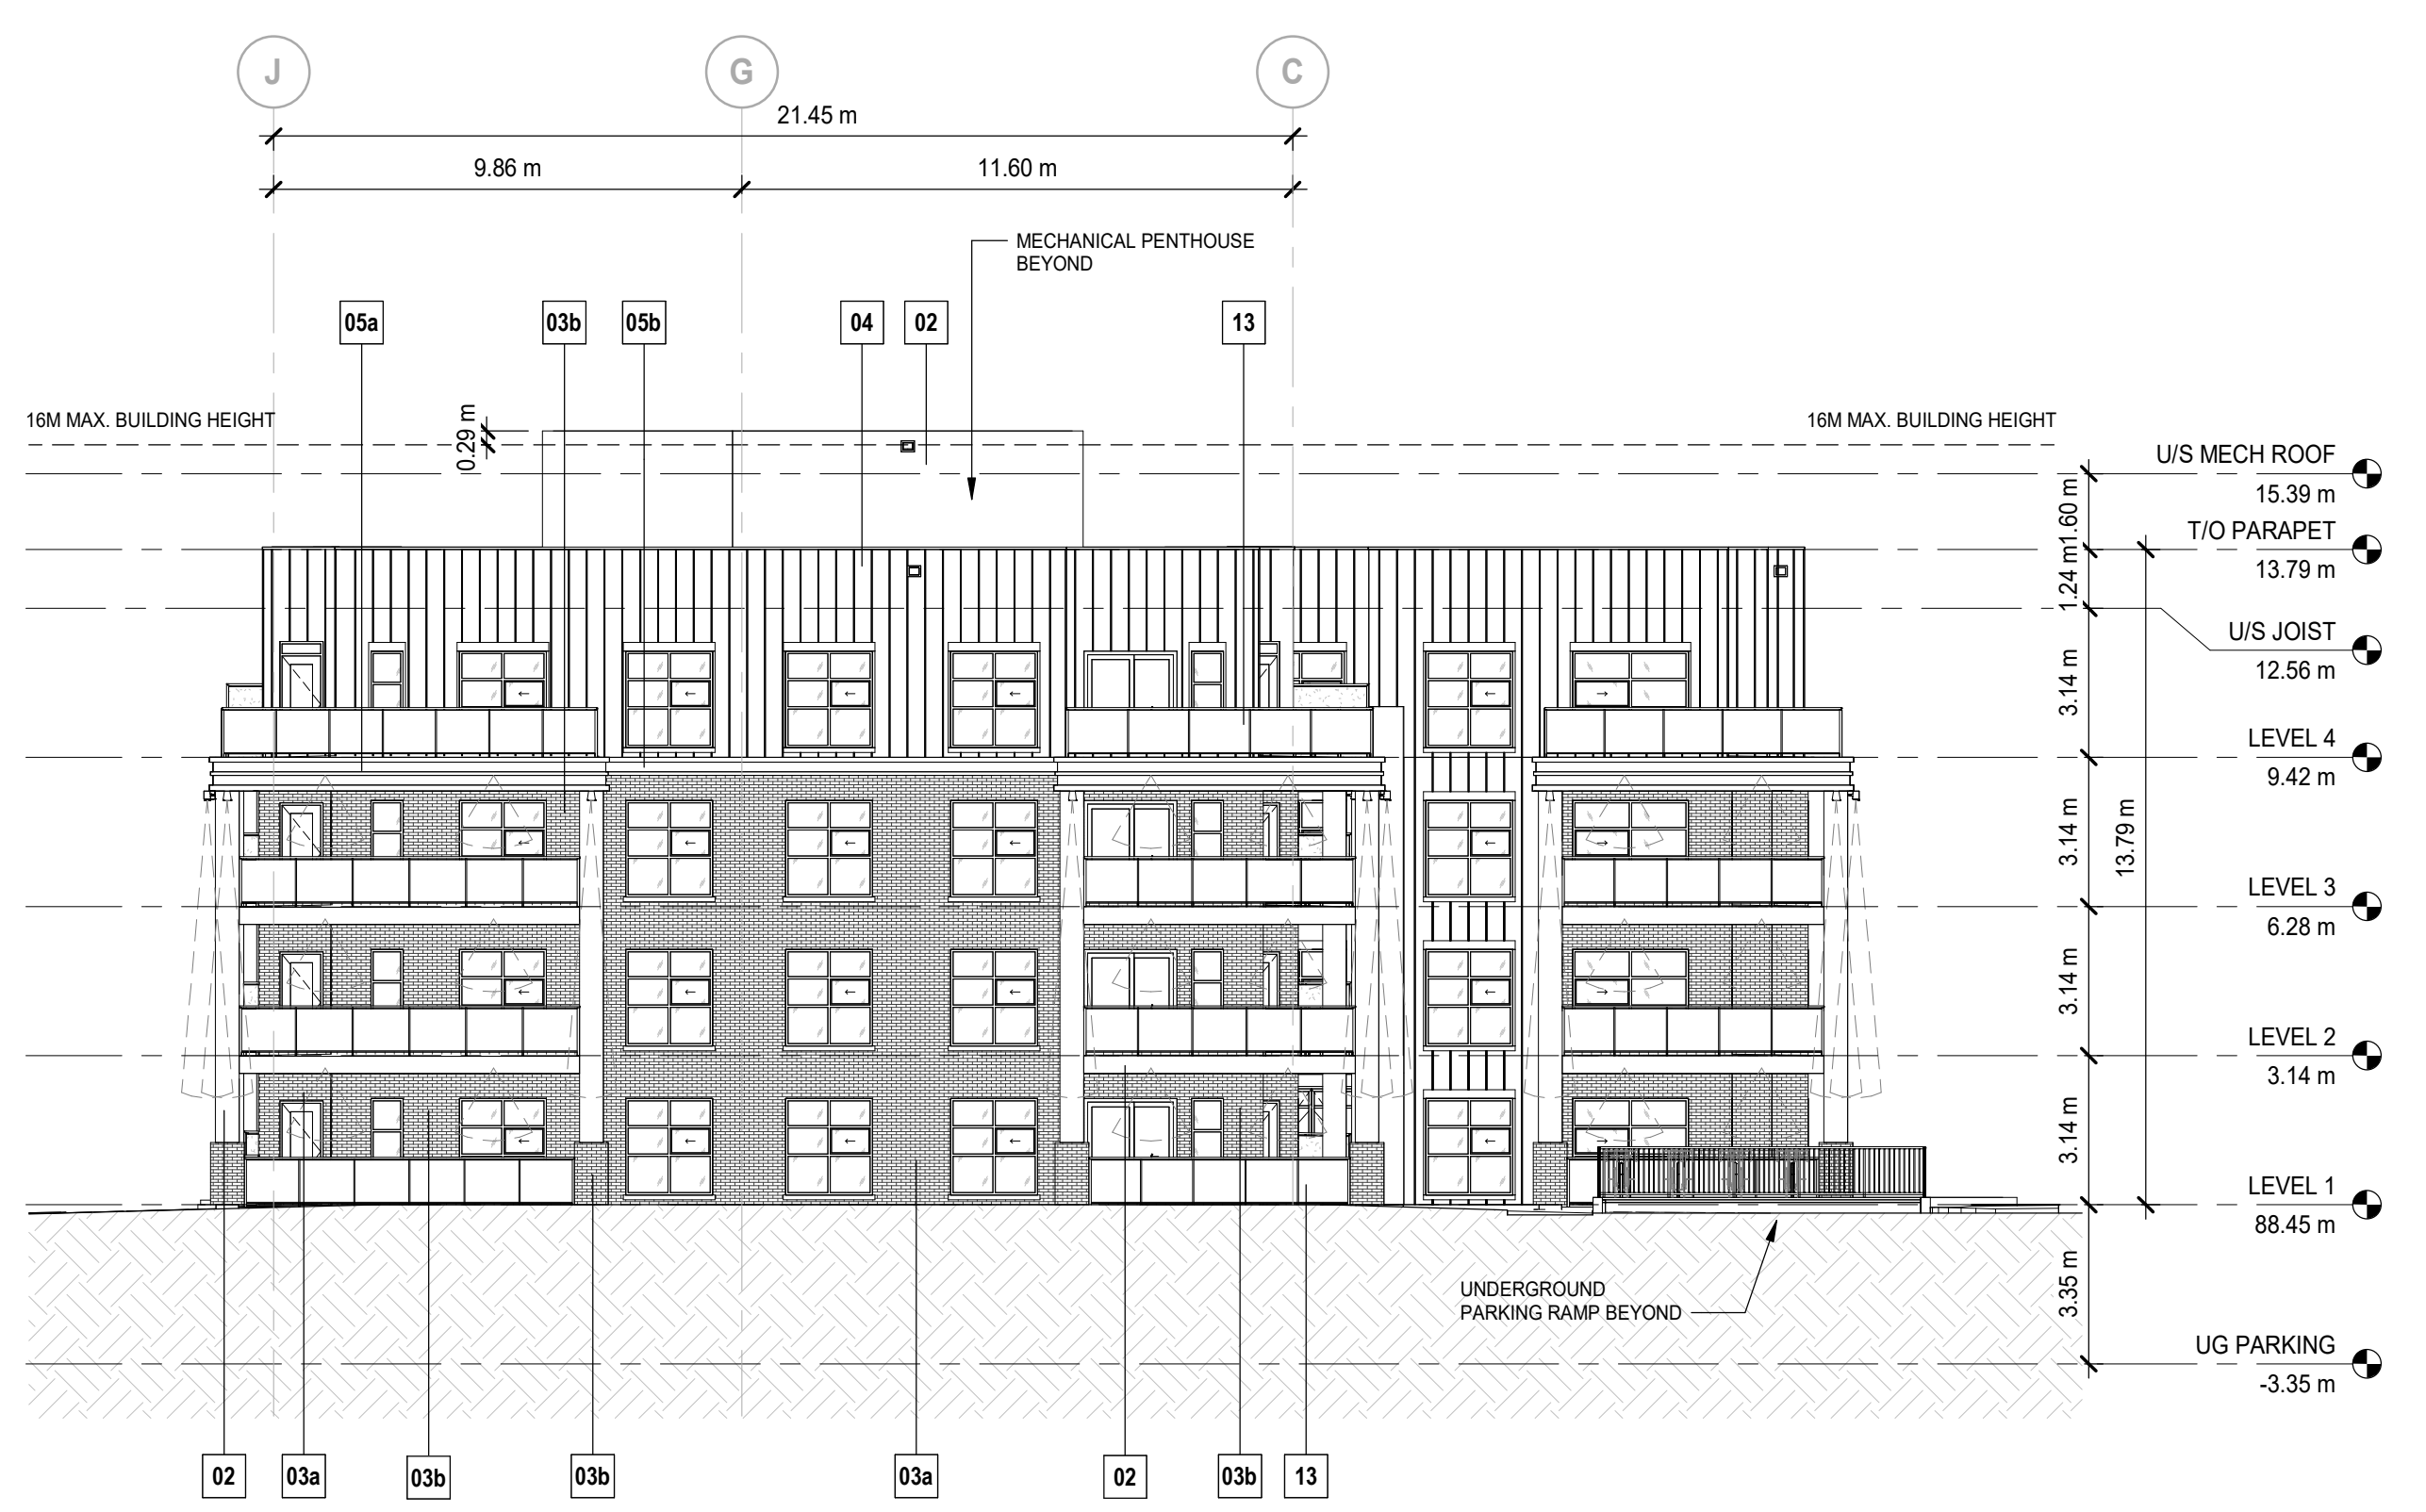 J
G
C
21.45 m
9.86 m
11.60 m
MECHANICAL PENTHOUSE
BEYOND
05a
03b
05b
04
02
13
16M MAX. BUILDING HEIGHT
0.29 m
16M MAX. BUILDING HEIGHT
U/S MECH ROOF
15.39 m
1.60 m
T/O PARAPET
13.79 m
1.24 m
U/S JOIST
12.56 m
3.14 m
LEVEL 4
9.42 m
3.14 m
13.79 m
LEVEL 3
6.28 m
3.14 m
LEVEL 2
3.14 m
3.14 m
LEVEL 1
88.45 m
UNDERGROUND
PARKING RAMP BEYOND
3.35 m
UG PARKING
-3.35 m
02
03a
03b
03b
03a
02
03b
13